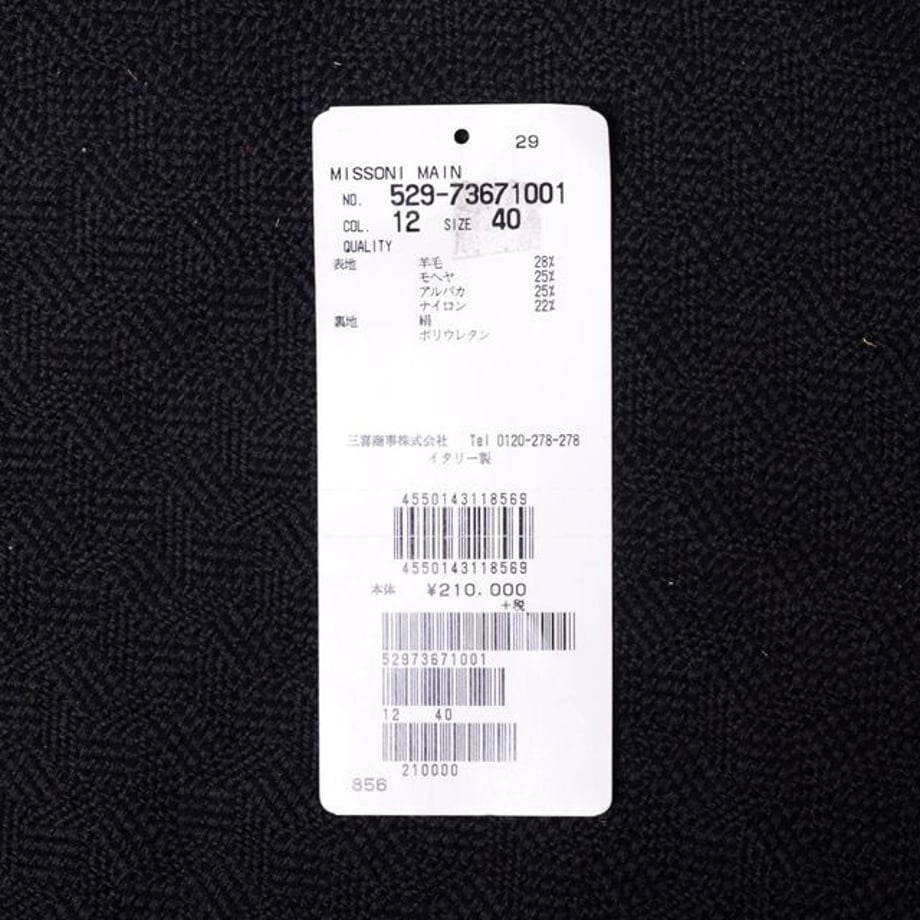 29
MISSONI MAIN
NO. 529-73671001
COL. 12 SIZE 40
QUALITY
表地 羊毛 28%
モヘヤ 25%
アルパカ 25%
ナイロン 22%
裏地 絹
ポリウレタン
三喜商事株式会社 Tel 0120-278-278
イタリー製
4550143118569
4550143118569
本体 ¥210.000
+税
52973671001
12 40
210000
856